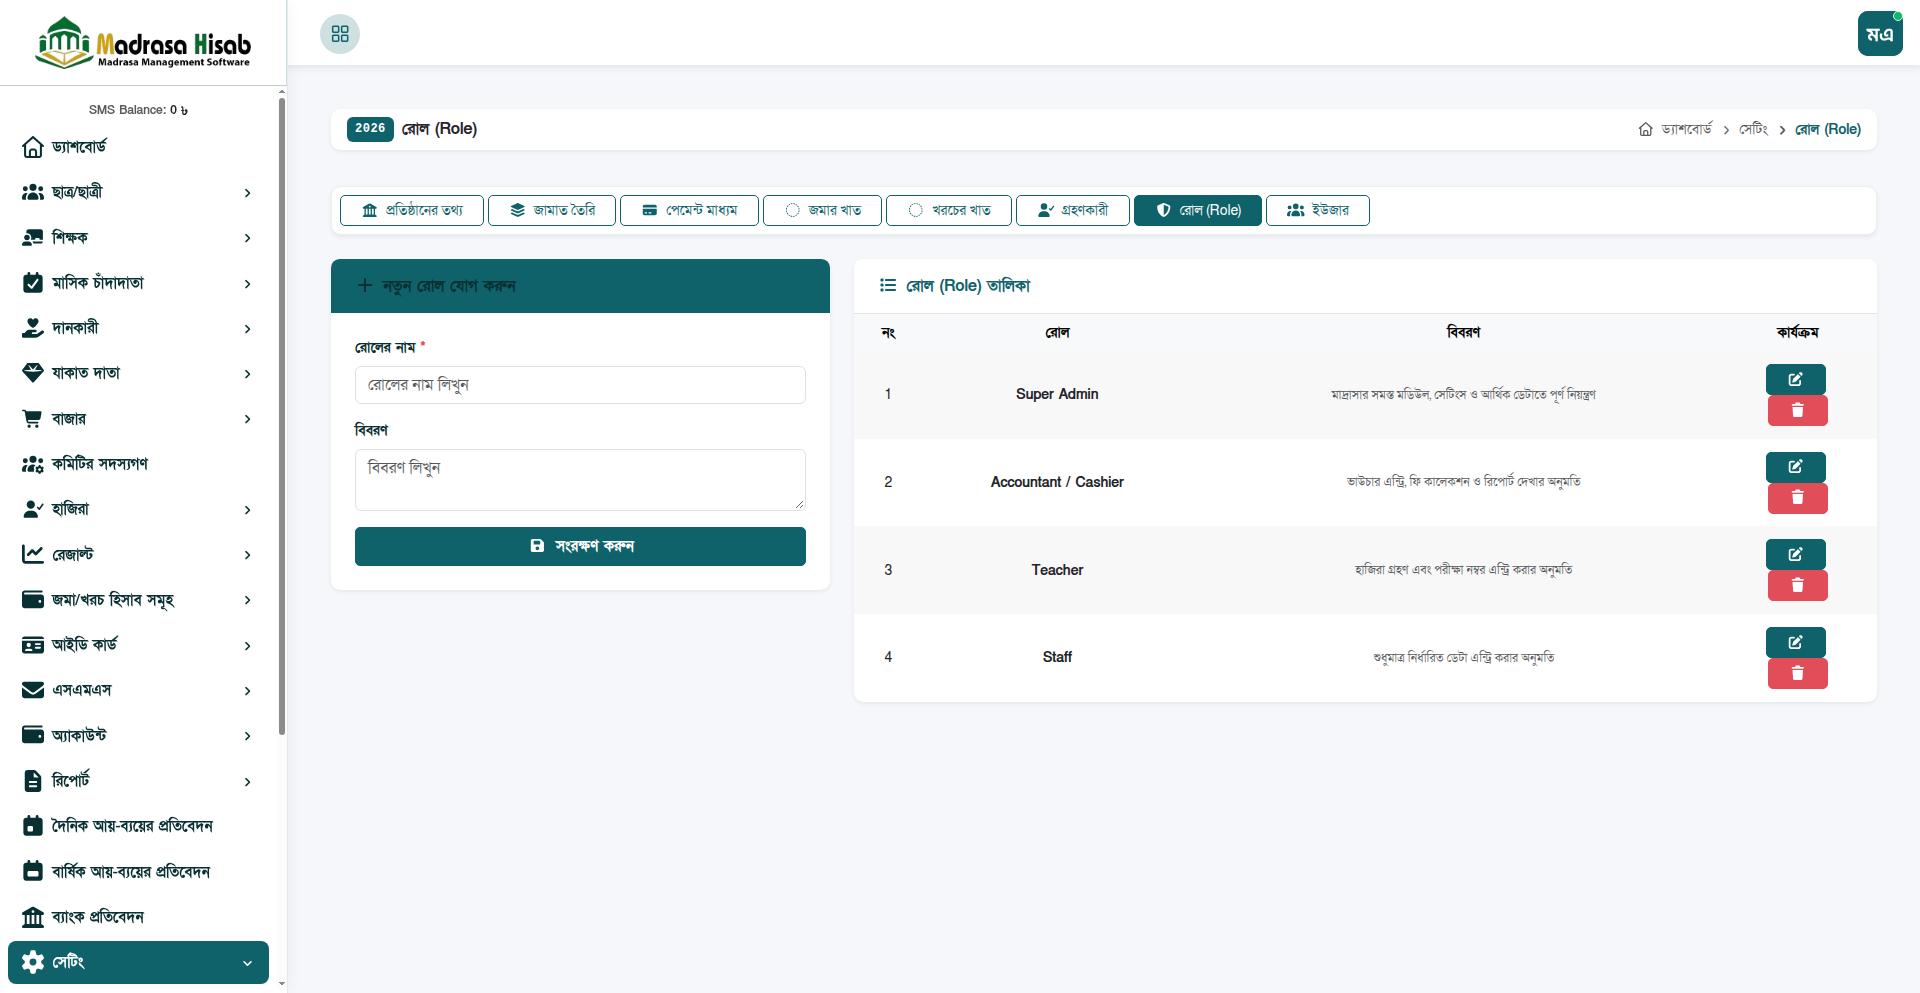 Madrasa Hisab
Madrasa Management Software
SMS Balance: 0 ৳
ড্যাশবোর্ড
ছাত্র/ছাত্রী
শিক্ষক
মাসিক চাঁদাদাতা
দানকারী
যাকাত দাতা
বাজার
কমিটির সদস্যগণ
হাজিরা
রেজাল্ট
জমা/খরচ হিসাব সমূহ
আইডি কার্ড
এসএমএস
অ্যাকাউন্ট
রিপোর্ট
দৈনিক আয়-ব্যয়ের প্রতিবেদন
বার্ষিক আয়-ব্যয়ের প্রতিবেদন
ব্যাংক প্রতিবেদন
সেটিং
মএ
2026 রোল (Role)
ড্যাশবোর্ড > সেটিং > রোল (Role)
প্রতিষ্ঠানের তথ্য জামাত তৈরি পেমেন্ট মাধ্যম জমার খাত খরচের খাত গ্রহণকারী রোল (Role) ইউজার
নতুন রোল যোগ করুন
রোলের নাম *
রোলের নাম লিখুন
বিবরণ
বিবরণ লিখুন
সংরক্ষণ করুন
রোল (Role) তালিকা
নং রোল বিবরণ কার্যক্রম
1 Super Admin মাদ্রাসার সমস্ত মডিউল, সেটিংস ও আর্থিক ডেটাতে পূর্ণ নিয়ন্ত্রণ
2 Accountant / Cashier ভাউচার এন্ট্রি, ফি কালেকশন ও রিপোর্ট দেখার অনুমতি
3 Teacher হাজিরা গ্রহণ এবং পরীক্ষা নম্বর এন্ট্রি করার অনুমতি
4 Staff শুধুমাত্র নির্ধারিত ডেটা এন্ট্রি করার অনুমতি